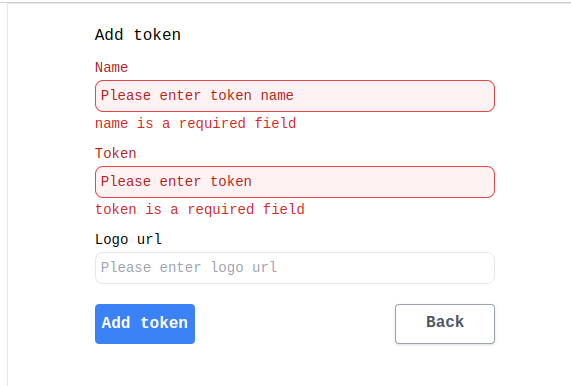 Add token
Name
Please enter token name
name is a required field
Token
Please enter token
token is a required field
Logo url
Please enter logo url
Add token
Back